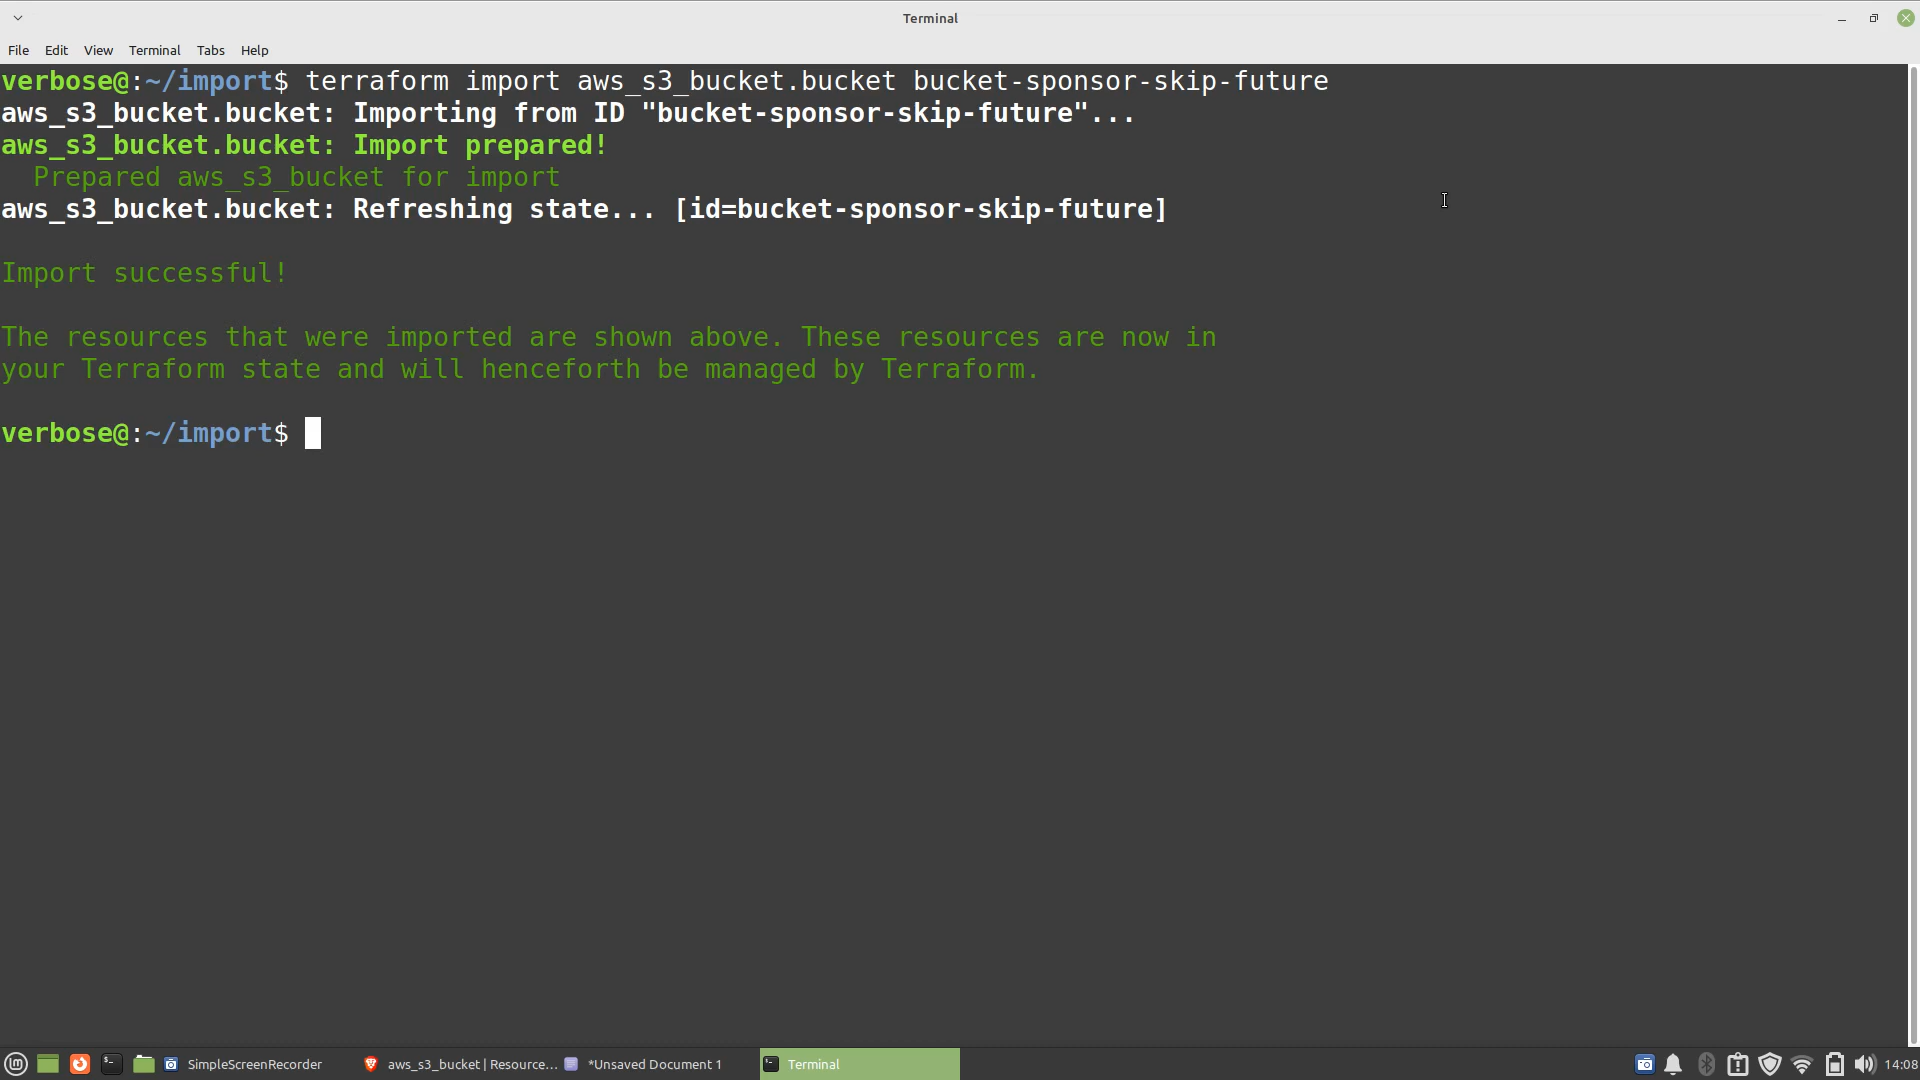 Terminal
File Edit View Terminal Tabs Help
verbose@:~/import$ terraform import aws_s3_bucket.bucket bucket-sponsor-skip-future
aws_s3_bucket.bucket: Importing from ID "bucket-sponsor-skip-future"...
aws_s3_bucket.bucket: Import prepared!
  Prepared aws_s3_bucket for import
aws_s3_bucket.bucket: Refreshing state... [id=bucket-sponsor-skip-future]
Import successful!
The resources that were imported are shown above. These resources are now in
your Terraform state and will henceforth be managed by Terraform.
verbose@:~/import$
SimpleScreenRecorder aws_s3_bucket | Resource... *Unsaved Document 1 Terminal 14:08